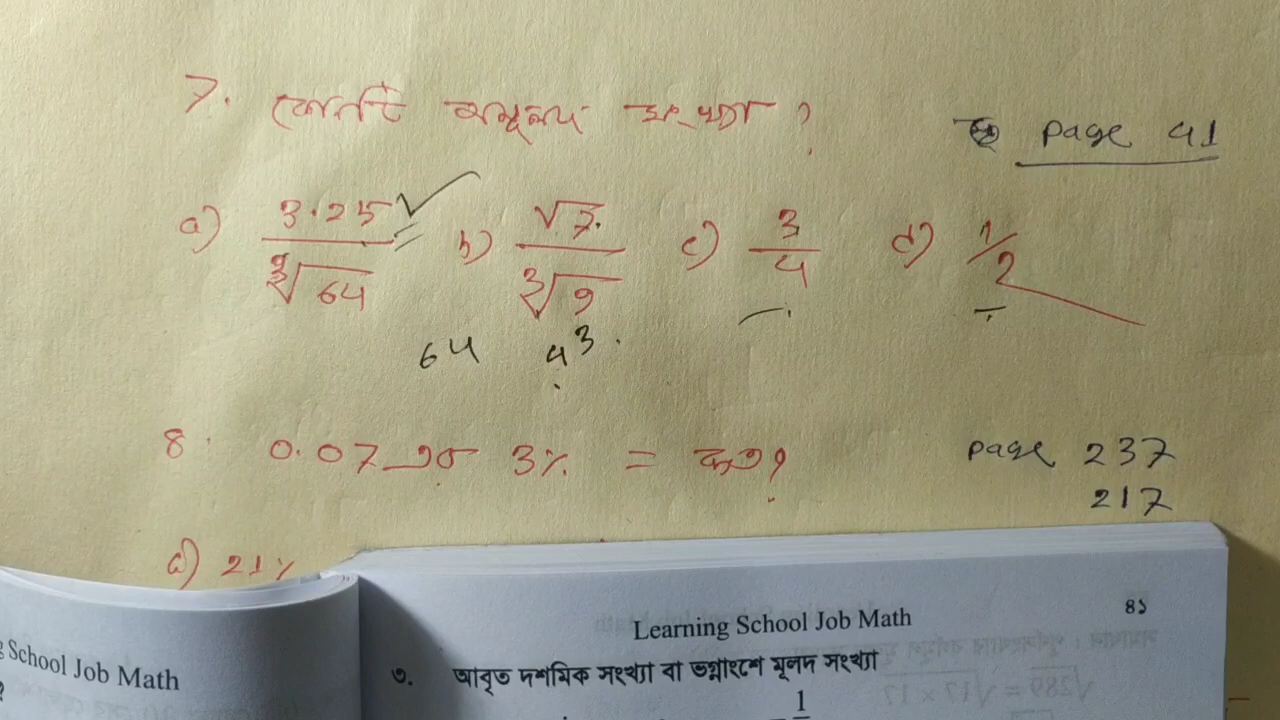 7. কোনটি অমূলদ সংখ্যা ?
page 41
a) 3.25/∛64 = ✓ b) √7/∛9 c) 3/4 d) 1/2
64 4³
8. 0.07 এর 3% = কত?
page 237
217
a) 21%
School Job Math
Learning School Job Math ৪১
৩. আবৃত দশমিক সংখ্যা বা ভগ্নাংশে মূলদ সংখ্যা
1